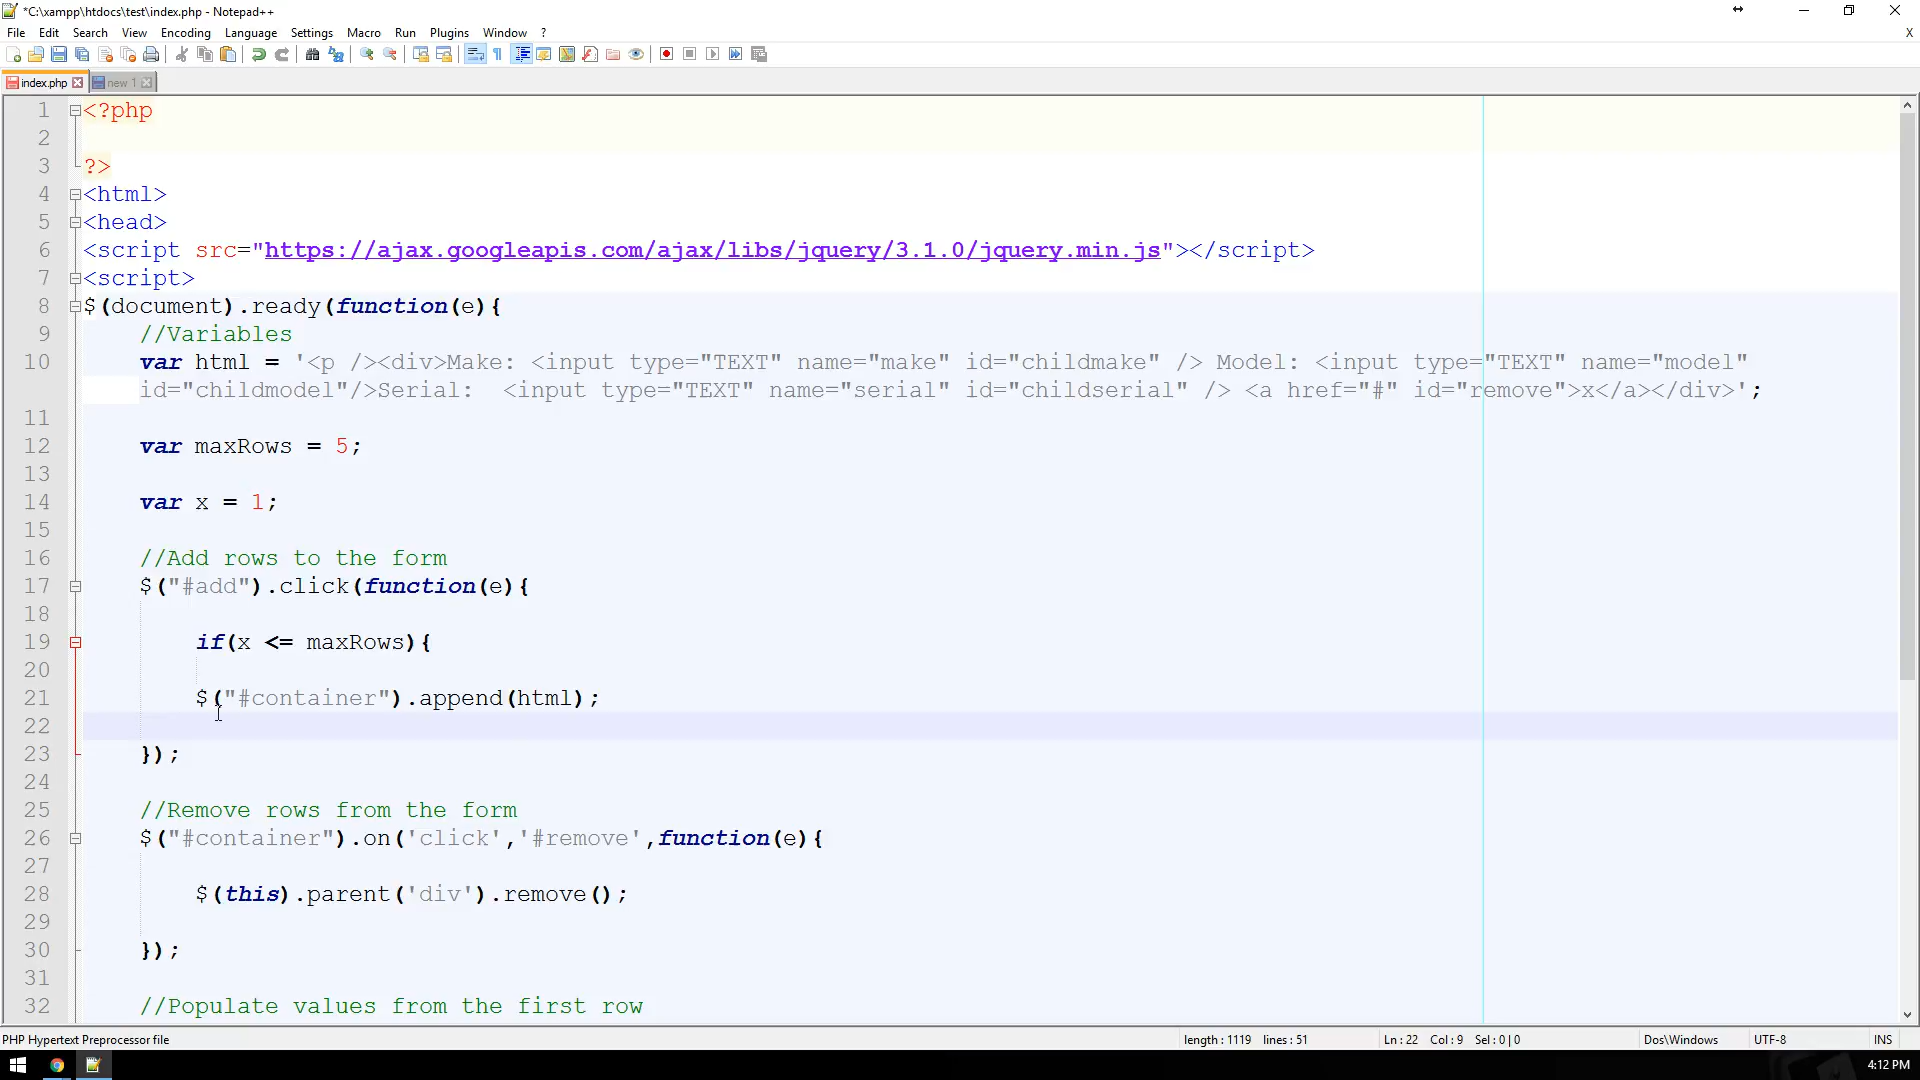 *C:\xampp\htdocs\test\index.php - Notepad++
File Edit Search View Encoding Language Settings Macro Run Plugins Window ? X
index.php new 1
1 <?php
2
3 ?>
4 <html>
5 <head>
6 <script src="https://ajax.googleapis.com/ajax/libs/jquery/3.1.0/jquery.min.js"></script>
7 <script>
8 $(document).ready(function(e){
9 //Variables
10 var html = '<p /><div>Make: <input type="TEXT" name="make" id="childmake" /> Model: <input type="TEXT" name="model"
id="childmodel"/>Serial:  <input type="TEXT" name="serial" id="childserial" /> <a href="#" id="remove">x</a></div>';
11
12 var maxRows = 5;
13
14 var x = 1;
15
16 //Add rows to the form
17 $("#add").click(function(e){
18
19 if(x <= maxRows){
20
21 $("#container").append(html);
22
23 });
24
25 //Remove rows from the form
26 $("#container").on('click','#remove',function(e){
27
28 $(this).parent('div').remove();
29
30 });
31
32 //Populate values from the first row
PHP Hypertext Preprocessor file length : 1119 lines : 51 Ln : 22 Col : 9 Sel : 0 | 0 Dos\Windows UTF-8 INS
4:12 PM